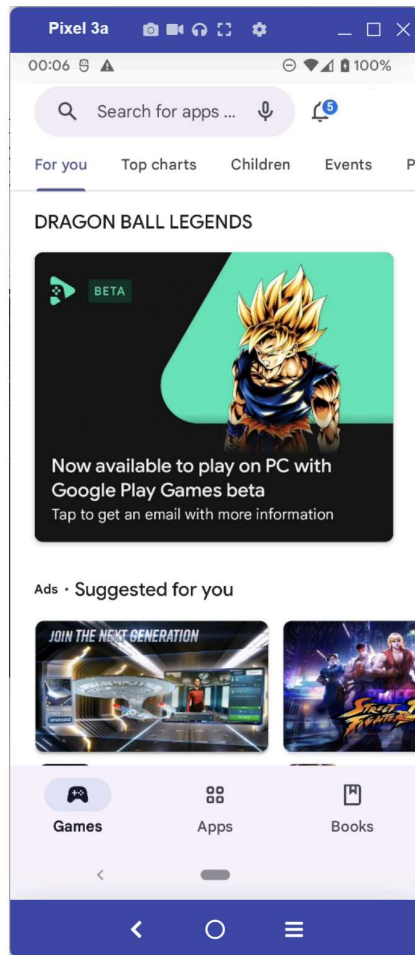 Pixel 3a
00:06
100%
Search for apps ...
5
For you Top charts Children Events P
DRAGON BALL LEGENDS
BETA
Now available to play on PC with
Google Play Games beta
Tap to get an email with more information
Ads · Suggested for you
JOIN THE NEXT GENERATION
STREET
FIGHTER
Games Apps Books